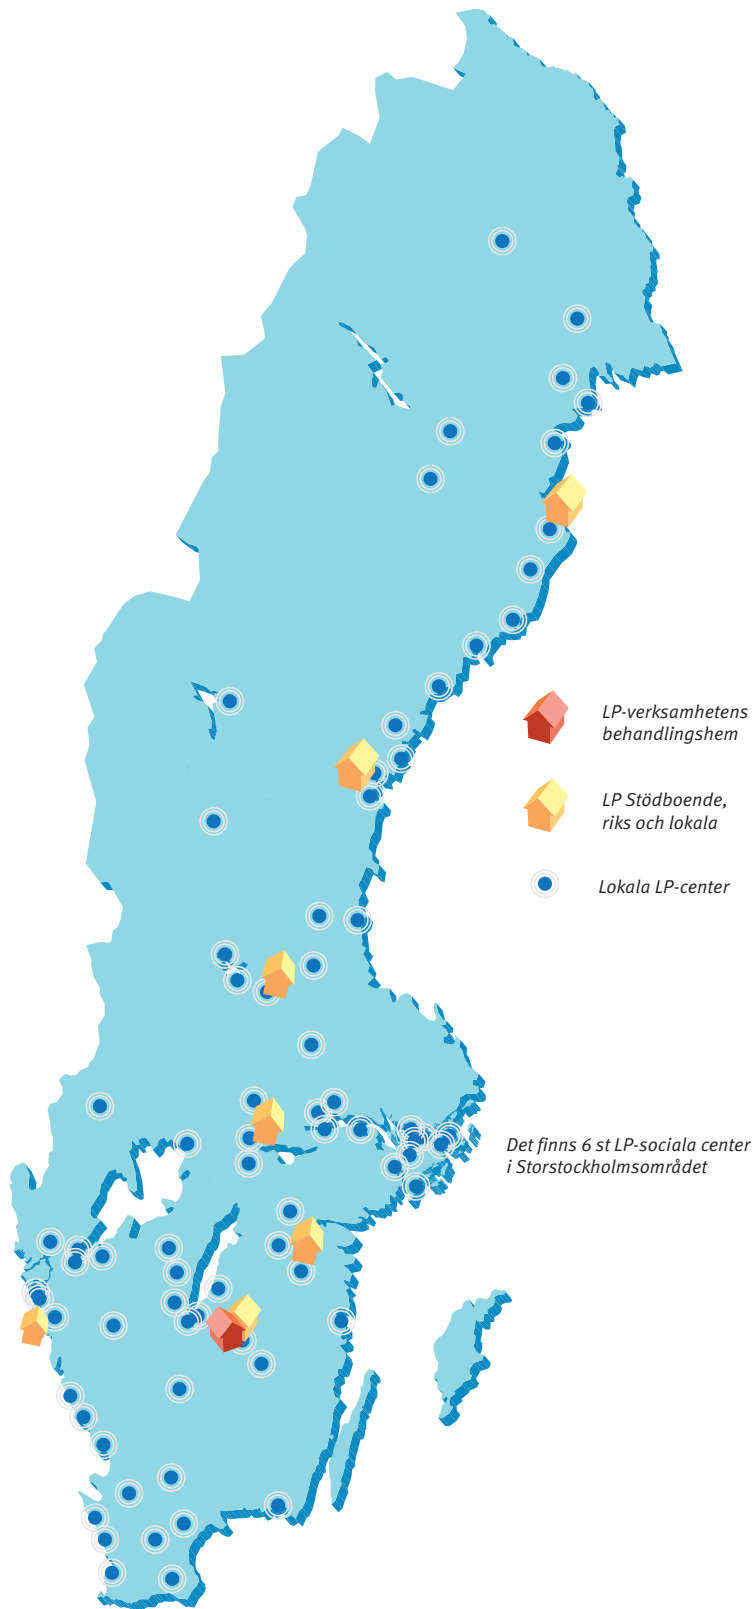 LP-verksamhetens
behandlingshem
LP Stödboende,
riks och lokala
Lokala LP-center
Det finns 6 st LP-sociala center
i Storstockholmsområdet